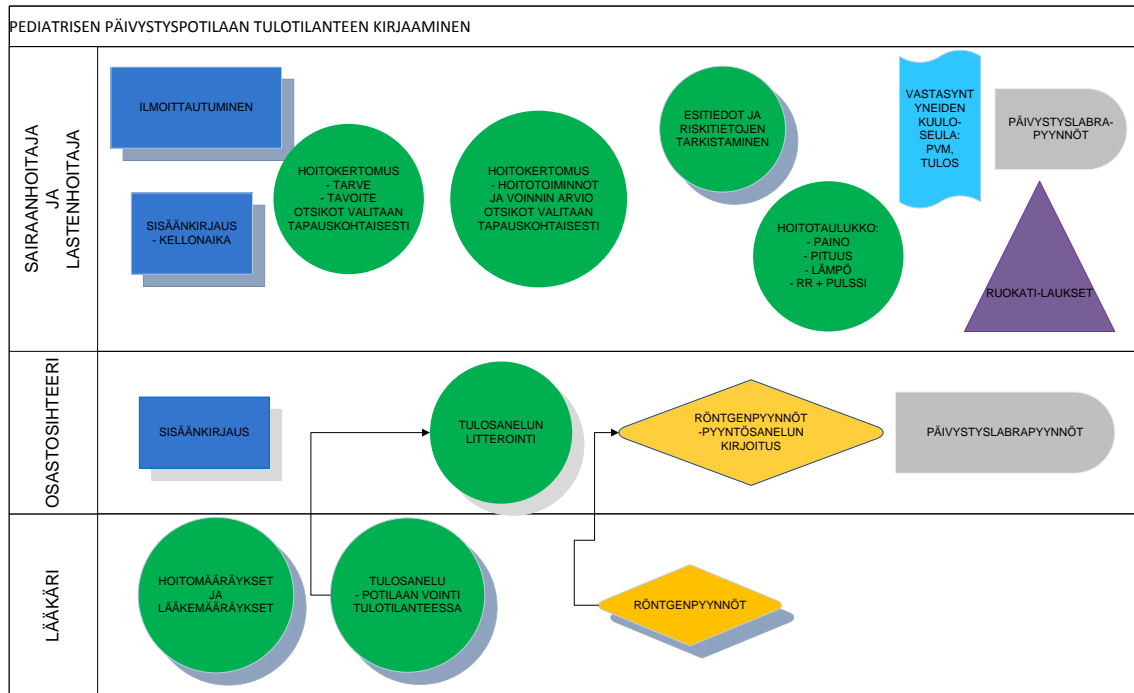 PEDIATRISEN PÄIVYSTYSPOTILAAN TULOTILANTEEN KIRJAAMINEN
SAIRAANHOITAJA
JA
LASTENHOITAJA
ILMOITTAUTUMINEN
SISÄÄNKIRJAUS
- KELLONAIKA
HOITOKERTOMUS
- TARVE
- TAVOITE
OTSIKOT VALITAAN
TAPAUSKOHTAISESTI
HOITOKERTOMUS
- HOITOTOIMINNOT
JA VOINNIN ARVIO
OTSIKOT VALITAAN
TAPAUSKOHTAISESTI
ESITIEDOT JA
RISKITIETOJEN
TARKISTAMINEN
HOITOTAULUKKO:
- PAINO
- PITUUS
- LÄMPÖ
- RR + PULSSI
VASTASYNT
YNEIDEN
KUULO-
SEULA:
PVM,
TULOS
PÄIVYSTYSLABRA-
PYYNNÖT
RUOKATI-LAUKSET
OSASTOSIHTEERI
SISÄÄNKIRJAUS
TULOSANELUN
LITTEROINTI
RÖNTGENPYYNNÖT
-PYYNTÖSANELUN
KIRJOITUS
PÄIVYSTYSLABRAPYYNNÖT
LÄÄKÄRI
HOITOMÄÄRÄYKSET
JA
LÄÄKEMÄÄRÄYKSET
TULOSANELU
- POTILAAN VOINTI
TULOTILANTEESSA
RÖNTGENPYYNNÖT